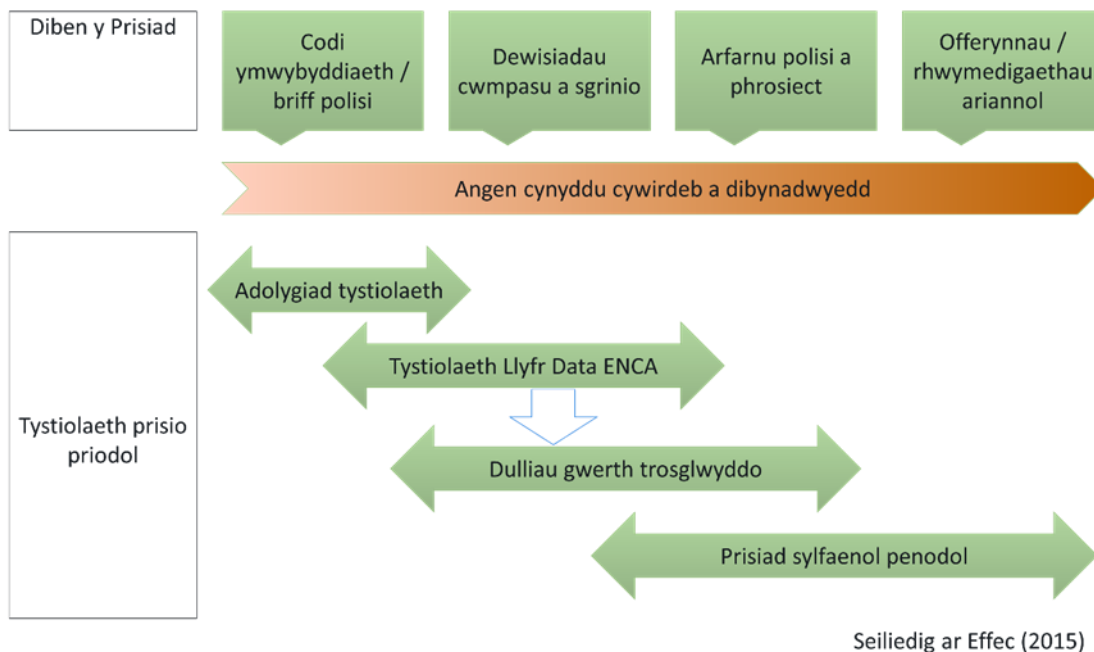 Diben y Prisiad
Codi
ymwybyddiaeth /
briff polisi
Dewisiadau
cwmpasu a sgrinio
Arfarnu polisi a
phrosiect
Offerynnau /
rhwymedigaethau
ariannol
Angen cynyddu cywirdeb a dibynadwyedd
Tystiolaeth prisio
priodol
Adolygiad tystiolaeth
Tystiolaeth Llyfr Data ENCA
Dulliau gwerth trosglwyddo
Prisiad sylfaenol penodol
Seiliedig ar Effec (2015)